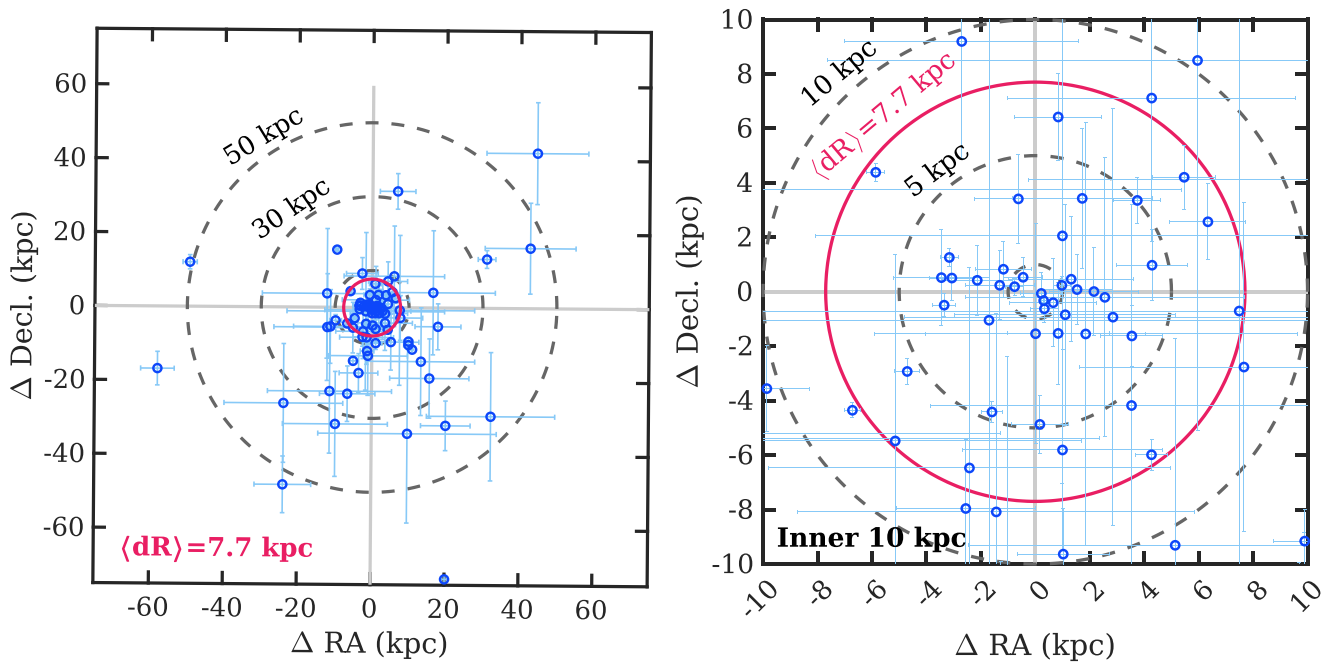 60
40
20
0
-20
-40
-60
Δ Decl. (kpc)
50 kpc
30 kpc
⟨dR⟩=7.7 kpc
-60 -40 -20 0 20 40 60
Δ RA (kpc)
10
8
6
4
2
0
-2
-4
-6
-8
-10
Δ Decl. (kpc)
10 kpc
⟨dR⟩=7.7 kpc
5 kpc
Inner 10 kpc
-10 -8 -6 -4 -2 0 2 4 6 8 10
Δ RA (kpc)